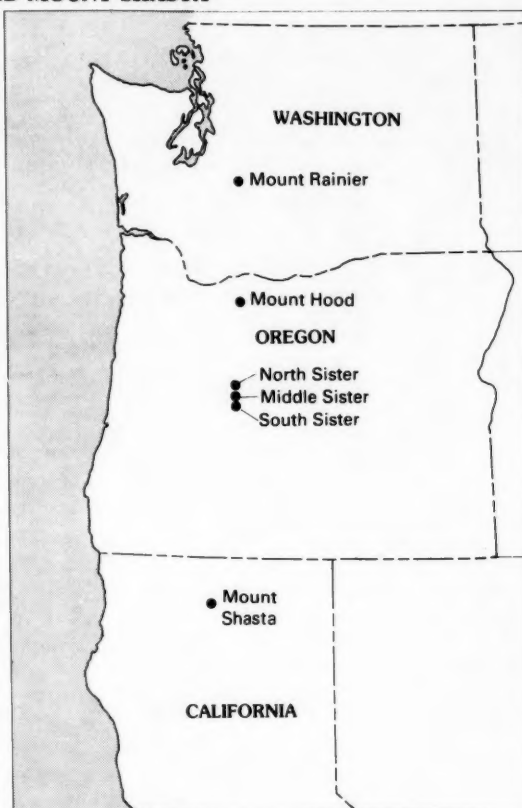 WASHINGTON
Mount Rainier
Mount Hood
OREGON
North Sister
Middle Sister
South Sister
Mount
Shasta
CALIFORNIA